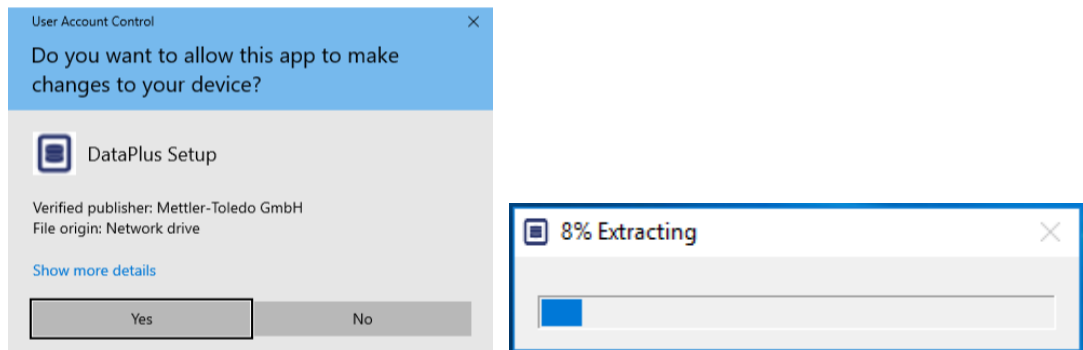 User Account Control
Do you want to allow this app to make
changes to your device?
DataPlus Setup
Verified publisher: Mettler-Toledo GmbH
File origin: Network drive
Show more details
Yes
No
8% Extracting